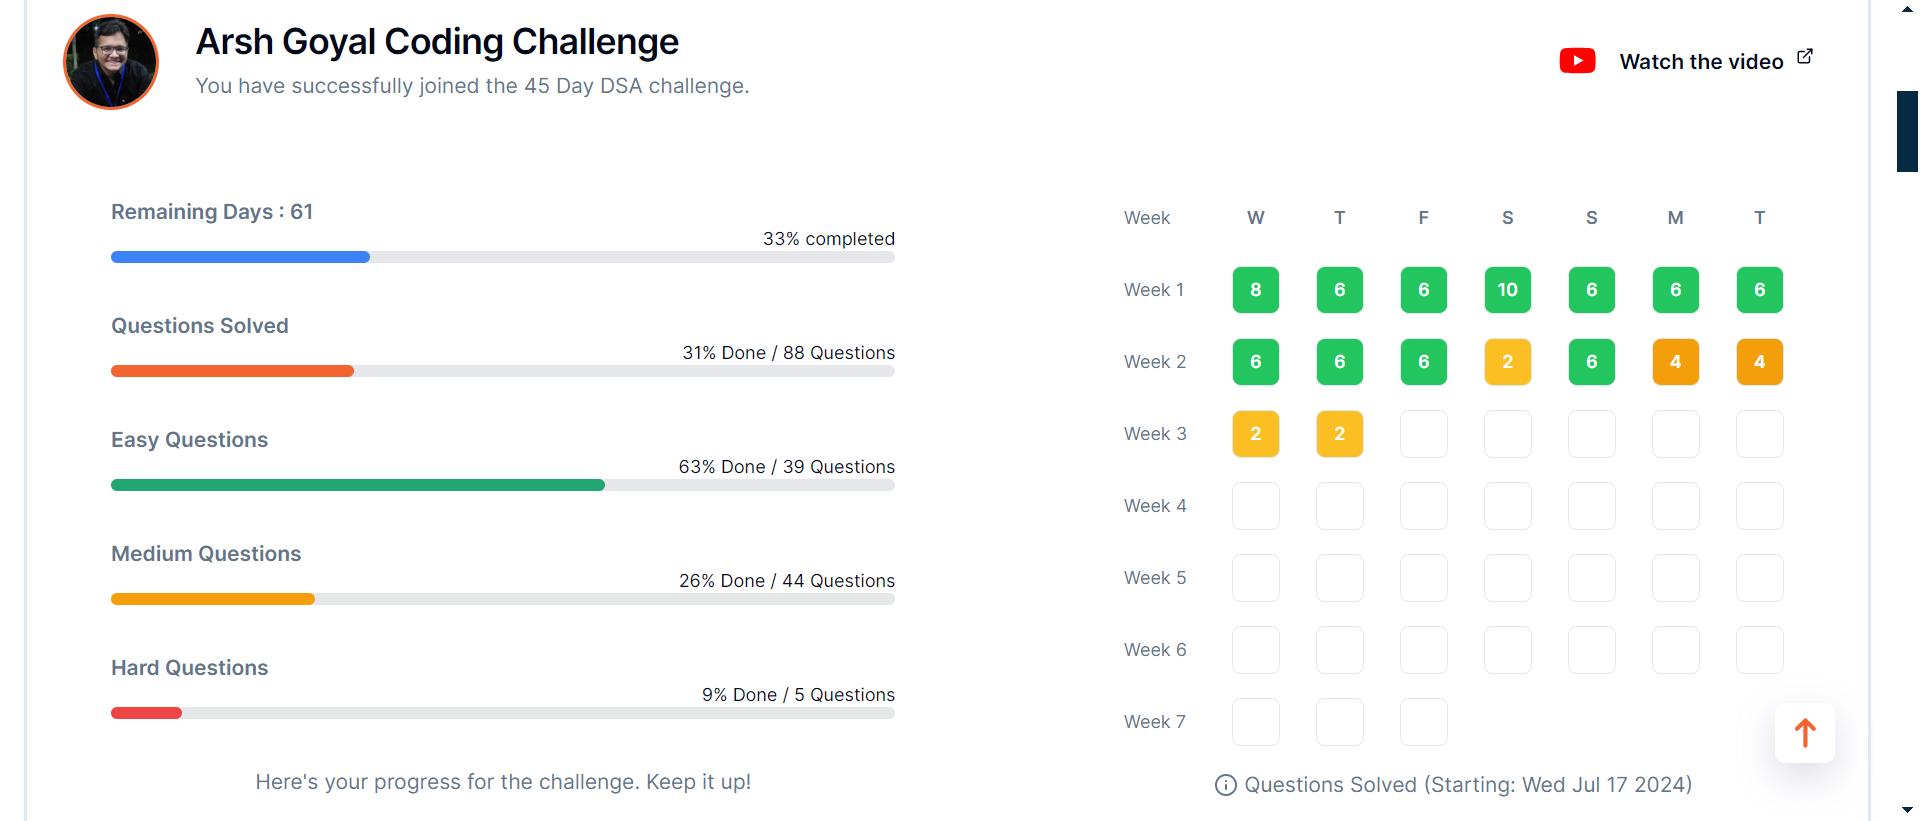 Arsh Goyal Coding Challenge
You have successfully joined the 45 Day DSA challenge.
Watch the video
Remaining Days : 61
33% completed
Questions Solved
31% Done / 88 Questions
Easy Questions
63% Done / 39 Questions
Medium Questions
26% Done / 44 Questions
Hard Questions
9% Done / 5 Questions
Here's your progress for the challenge. Keep it up!
Week W T F S S M T
Week 1 8 6 6 10 6 6 6
Week 2 6 6 6 2 6 4 4
Week 3 2 2
Week 4
Week 5
Week 6
Week 7
Questions Solved (Starting: Wed Jul 17 2024)